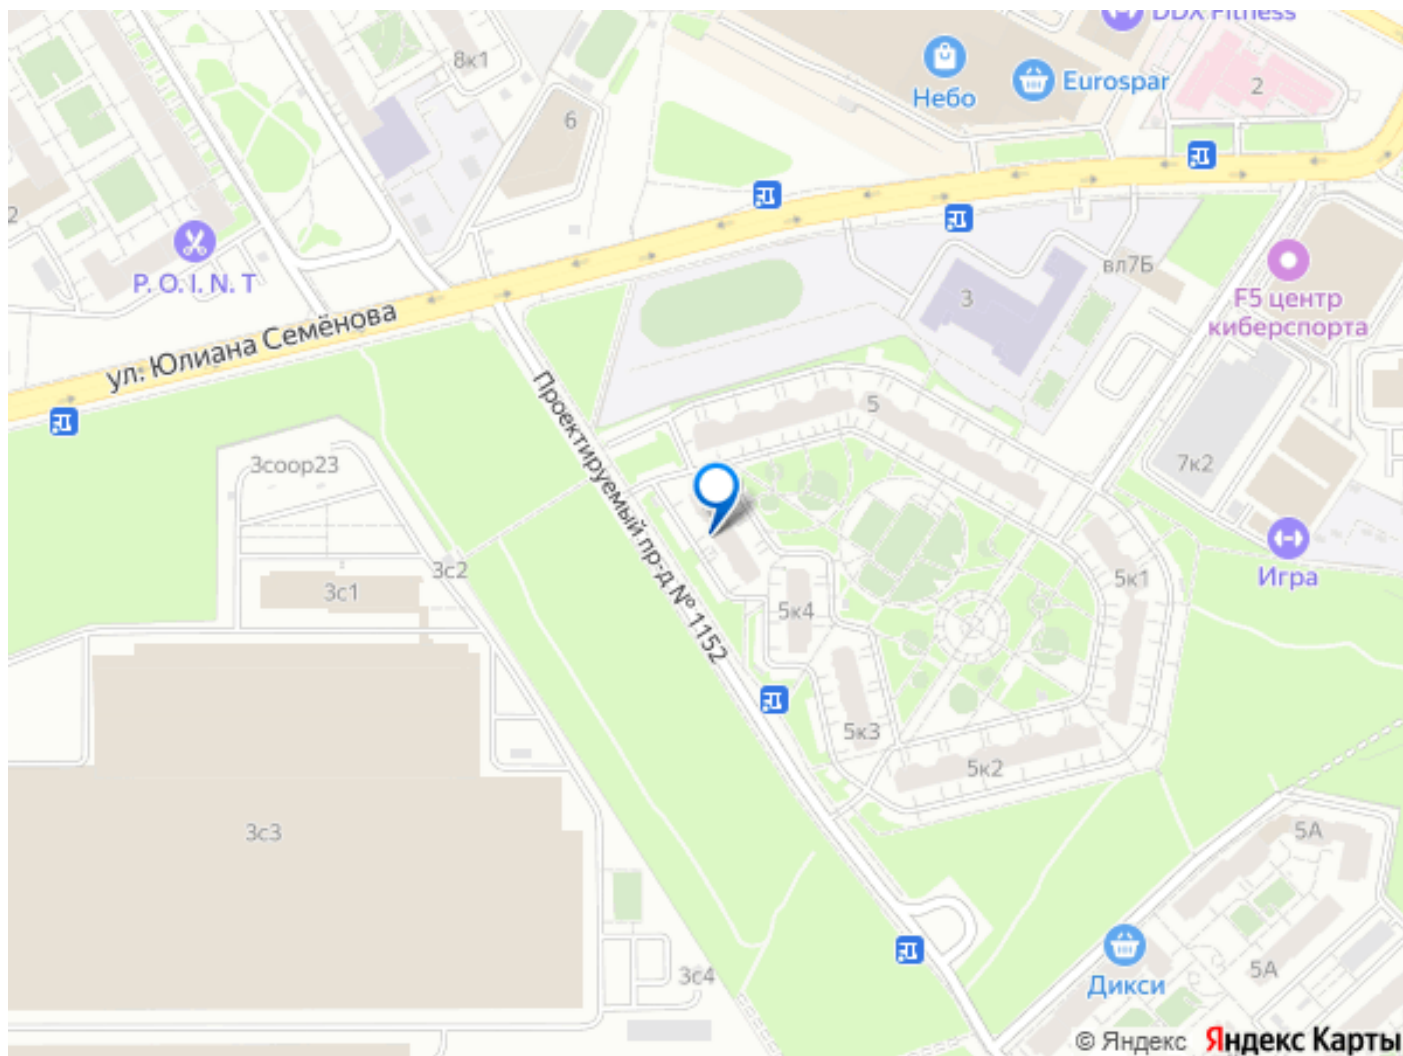 DDX Fitness
8к1
Небо
Eurospar
2
6
2
P. O. I. N. T
вл7Б
3
F5 центр
киберспорта
ул. Юлиана Семёнова
Проектируемый пр-д № 1152
5
3соор23
7к2
3с2
5к1
Игра
3с1
5к4
5к3
5к2
3с3
5А
3с4
5А
Дикси
© Яндекс Яндекс Карты